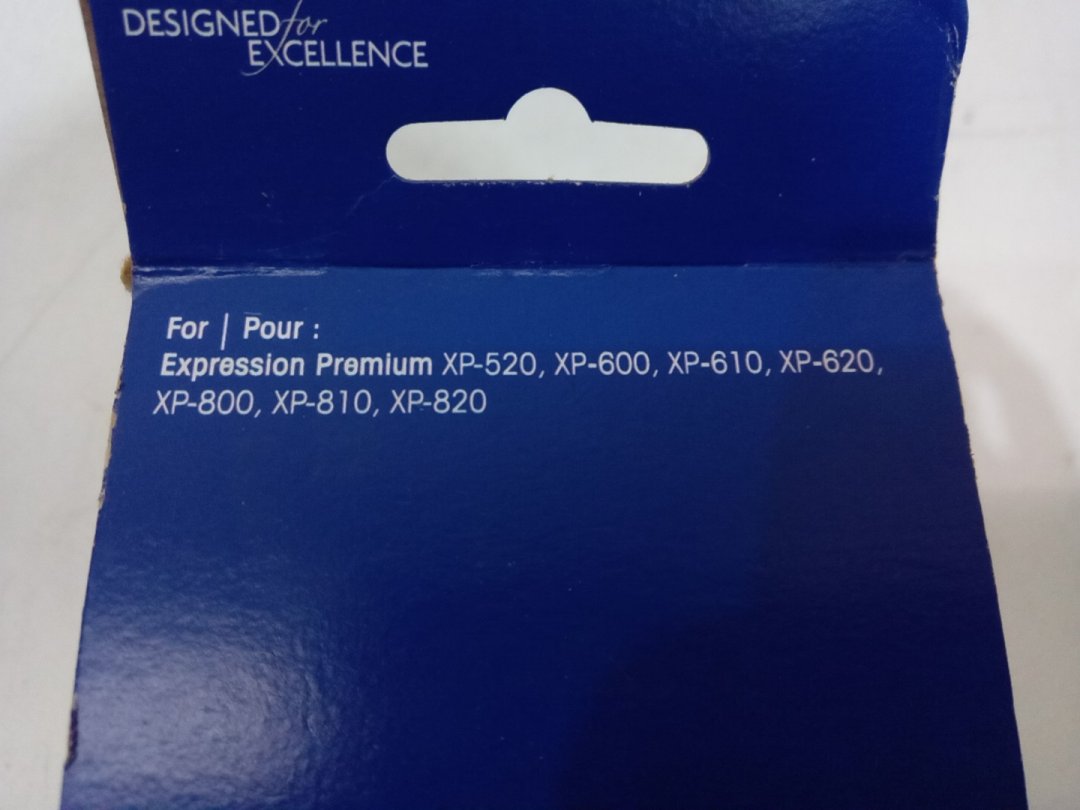 DESIGNED for
EXCELLENCE
For | Pour :
Expression Premium XP-520, XP-600, XP-610, XP-620,
XP-800, XP-810, XP-820